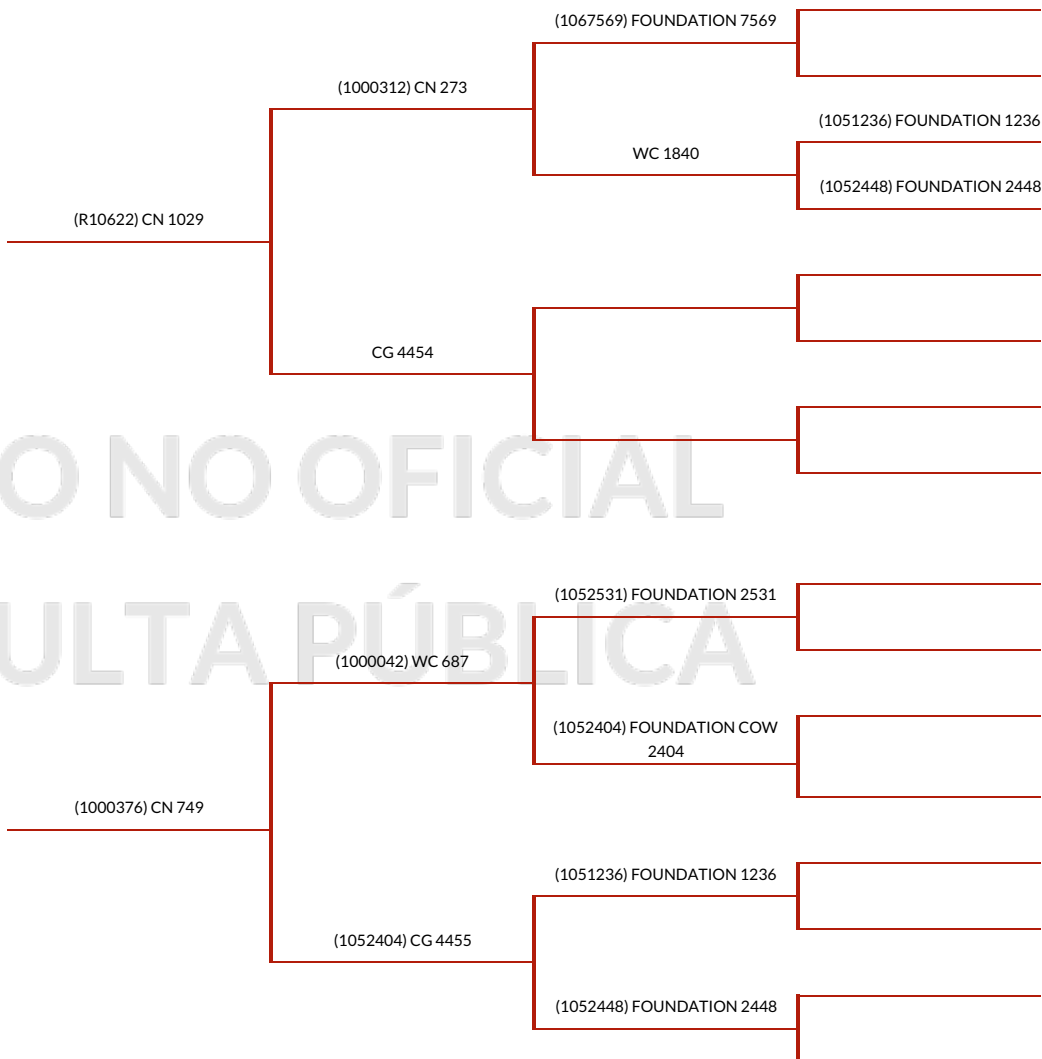 (1067569) FOUNDATION 7569
(1000312) CN 273
(1051236) FOUNDATION 1236
WC 1840
(1052448) FOUNDATION 2448
(R10622) CN 1029
CG 4454
O NO OFICIAL
(1052531) FOUNDATION 2531
ULTA PÚBLICA
(1000042) WC 687
(1052404) FOUNDATION COW
2404
(1000376) CN 749
(1051236) FOUNDATION 1236
(1052404) CG 4455
(1052448) FOUNDATION 2448